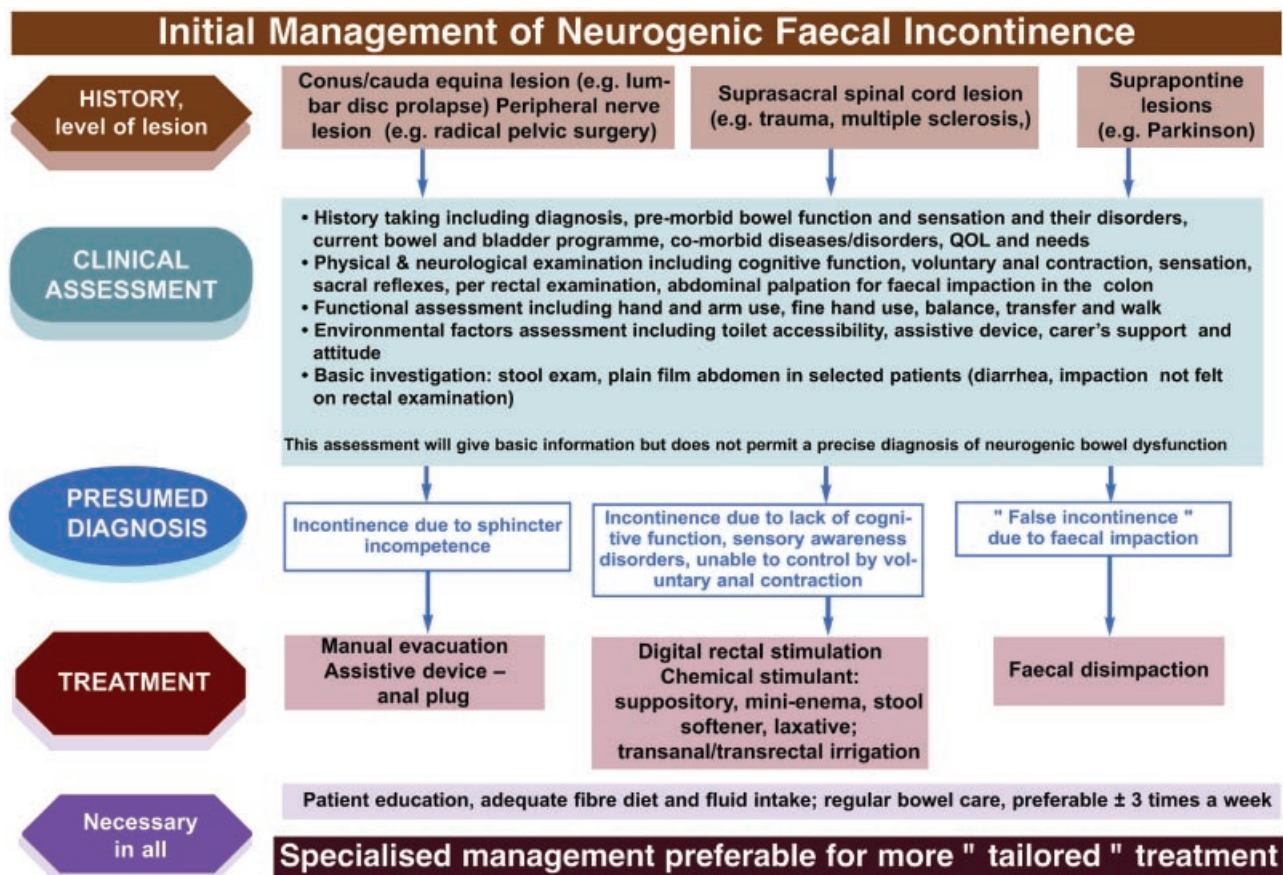 Initial Management of Neurogenic Faecal Incontinence
HISTORY,
level of lesion
Conus/cauda equina lesion (e.g. lum-
bar disc prolapse) Peripheral nerve
lesion (e.g. radical pelvic surgery)
Suprasacral spinal cord lesion
(e.g. trauma, multiple sclerosis,)
Suprapontine
lesions
(e.g. Parkinson)
CLINICAL
ASSESSMENT
• History taking including diagnosis, pre-morbid bowel function and sensation and their disorders,
current bowel and bladder programme, co-morbid diseases/disorders, QOL and needs
• Physical & neurological examination including cognitive function, voluntary anal contraction, sensation,
sacral reflexes, per rectal examination, abdominal palpation for faecal impaction in the colon
• Functional assessment including hand and arm use, fine hand use, balance, transfer and walk
• Environmental factors assessment including toilet accessibility, assistive device, carer's support and
attitude
• Basic investigation: stool exam, plain film abdomen in selected patients (diarrhea, impaction not felt
on rectal examination)
This assessment will give basic information but does not permit a precise diagnosis of neurogenic bowel dysfunction
PRESUMED
DIAGNOSIS
Incontinence due to sphincter
incompetence
Incontinence due to lack of cogni-
tive function, sensory awareness
disorders, unable to control by vol-
untary anal contraction
" False incontinence "
due to faecal impaction
TREATMENT
Manual evacuation
Assistive device –
anal plug
Digital rectal stimulation
Chemical stimulant:
suppository, mini-enema, stool
softener, laxative;
transanal/transrectal irrigation
Faecal disimpaction
Necessary
in all
Patient education, adequate fibre diet and fluid intake; regular bowel care, preferable ± 3 times a week
Specialised management preferable for more " tailored " treatment